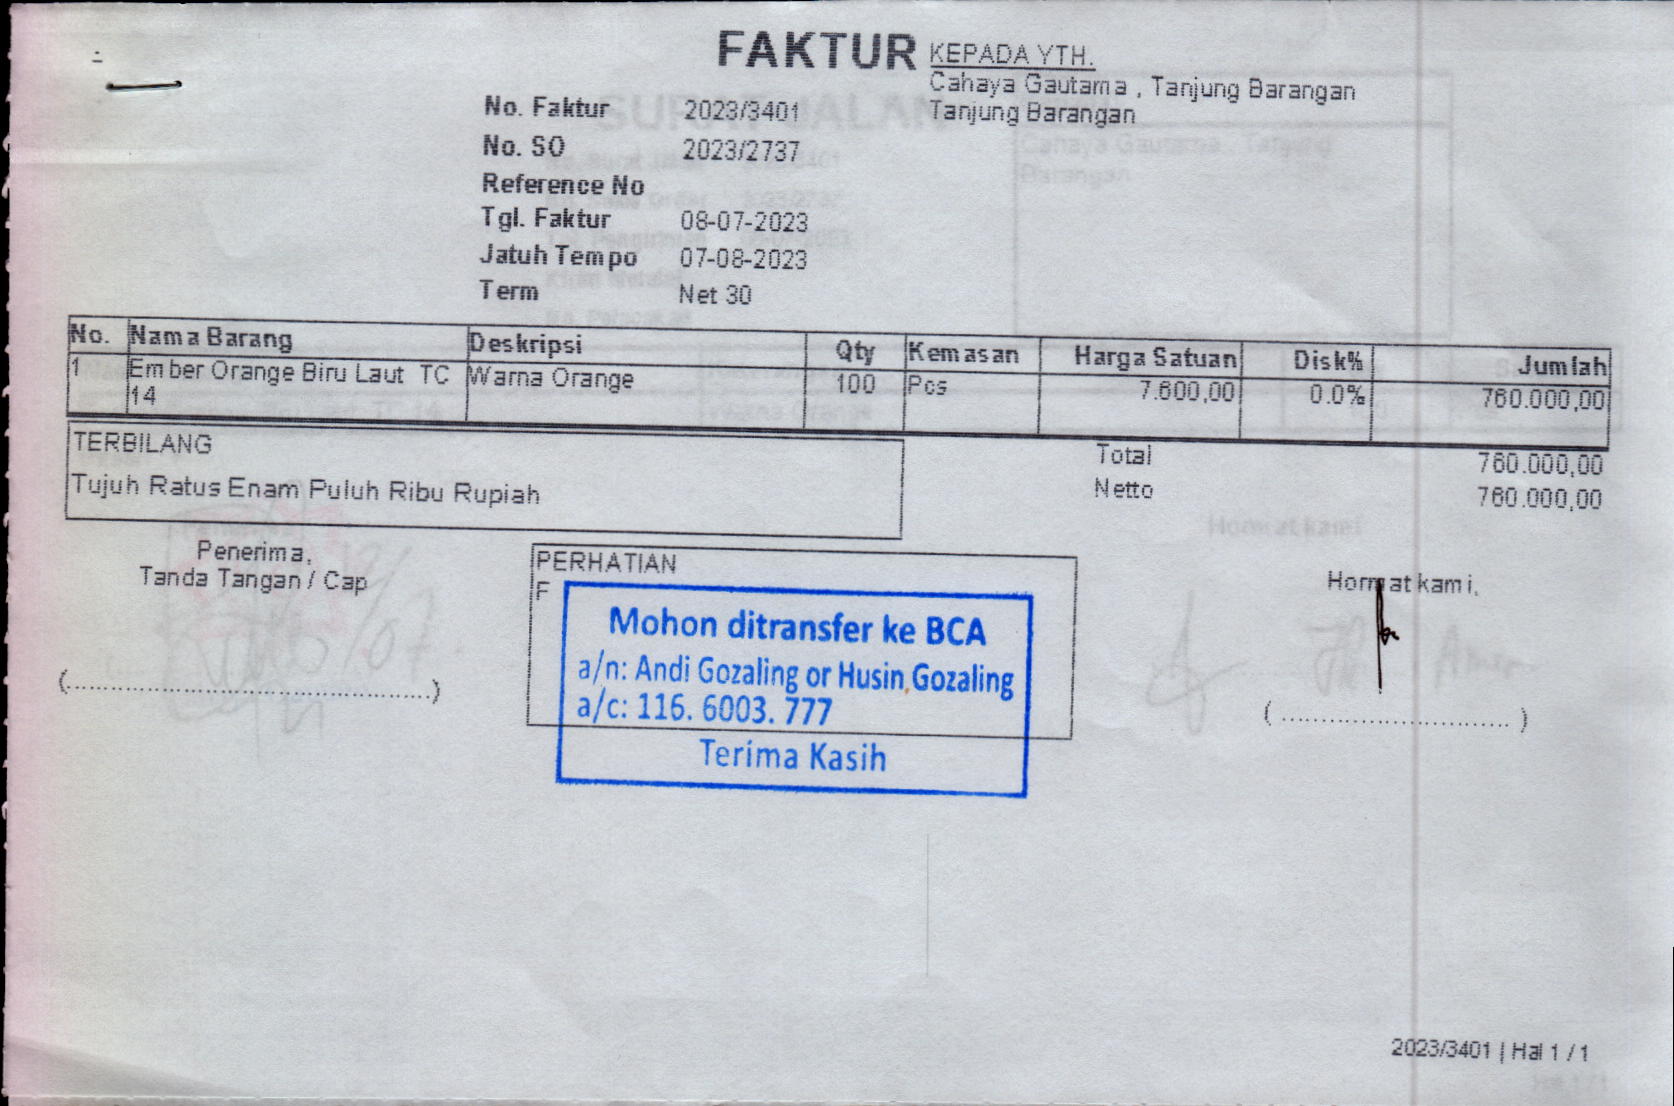 FAKTUR
KEPADA YTH.
Cahaya Gautama , Tanjung Barangan
Tanjung Barangan
No. Faktur 2023/3401
No. SO 2023/2737
Reference No
Tgl. Faktur 08-07-2023
Jatuh Tempo 07-08-2023
Term Net 30
No. Nama Barang Deskripsi Qty Kemasan Harga Satuan Disk% Jumlah
1 Ember Orange Biru Laut TC Warna Orange 100 Pcs 7.600,00 0.0% 760.000,00
14
TERBILANG
Tujuh Ratus Enam Puluh Ribu Rupiah
Total 760.000,00
Netto 760.000,00
Penerima,
Tanda Tangan / Cap
(..........................................................)
PERHATIAN
F
Mohon ditransfer ke BCA
a/n: Andi Gozaling or Husin Gozaling
a/c: 116. 6003. 777
Terima Kasih
Hormat kami,
( .................................... )
2023/3401 | Hal 1 / 1